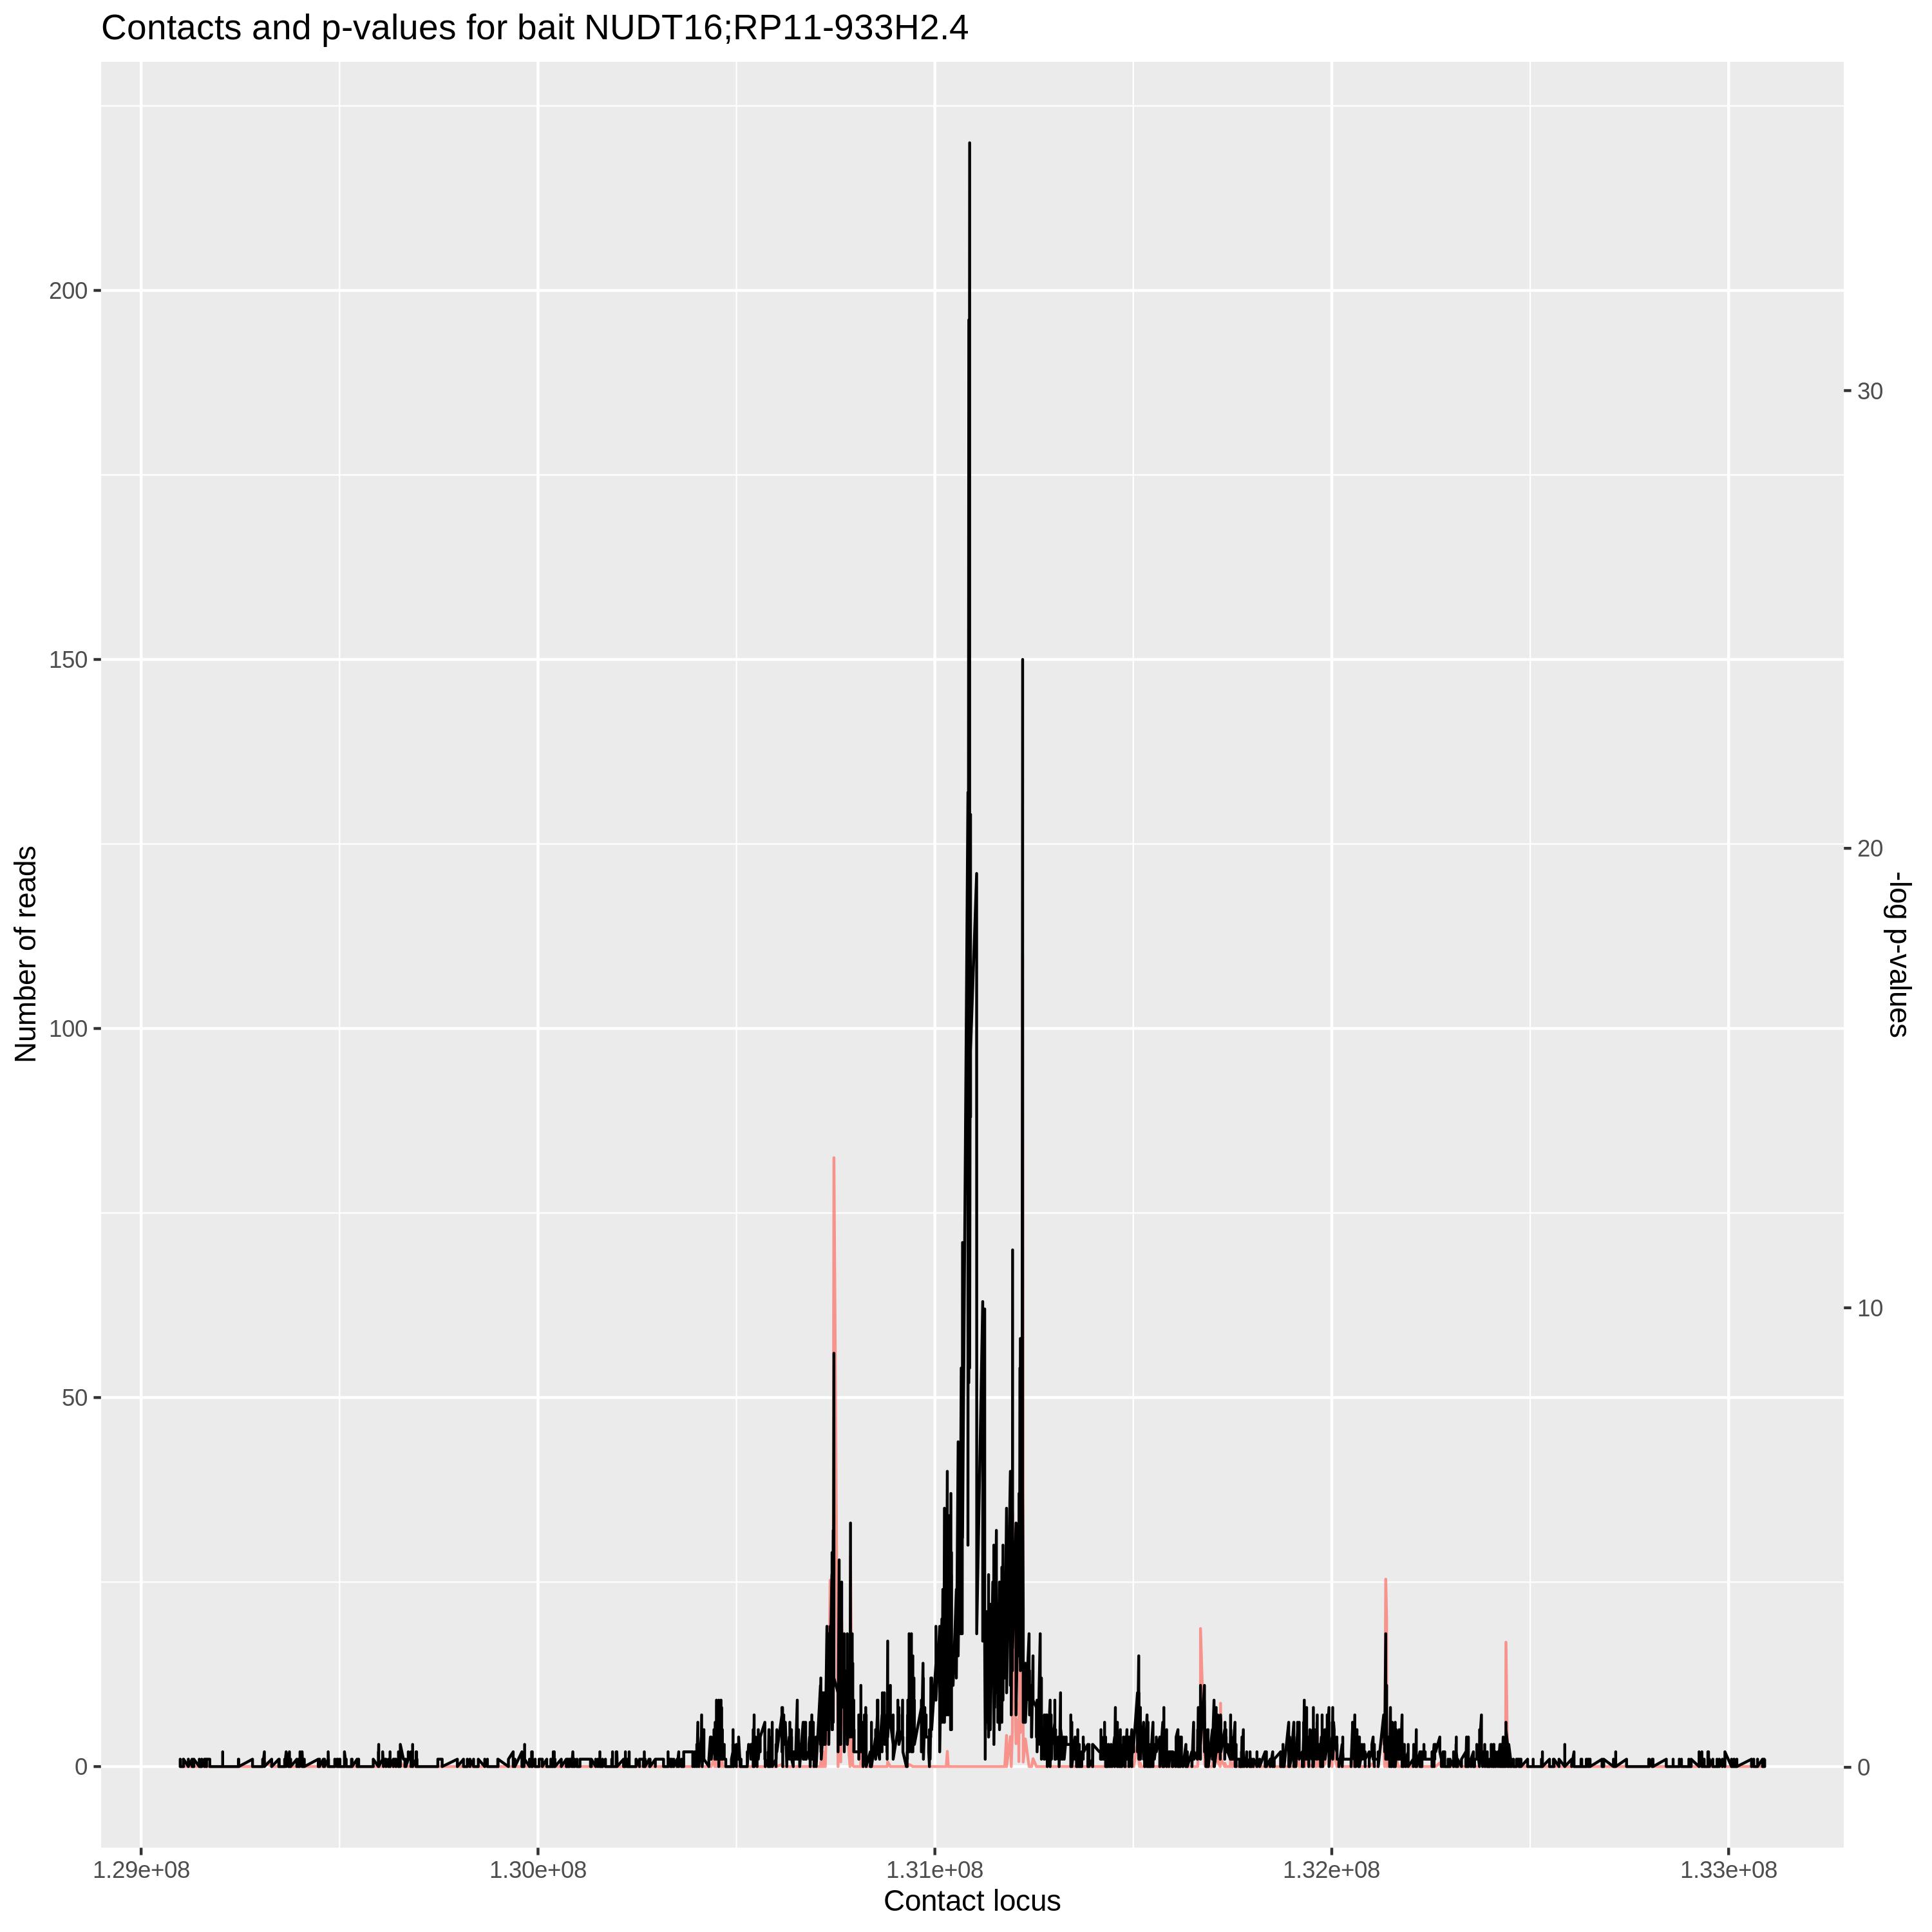 Contacts and p-values for bait NUDT16;RP11-933H2.4
200
150
100
50
0
Number of reads
30
20
10
0
-log p-values
1.29e+08
1.30e+08
1.31e+08
1.32e+08
1.33e+08
Contact locus